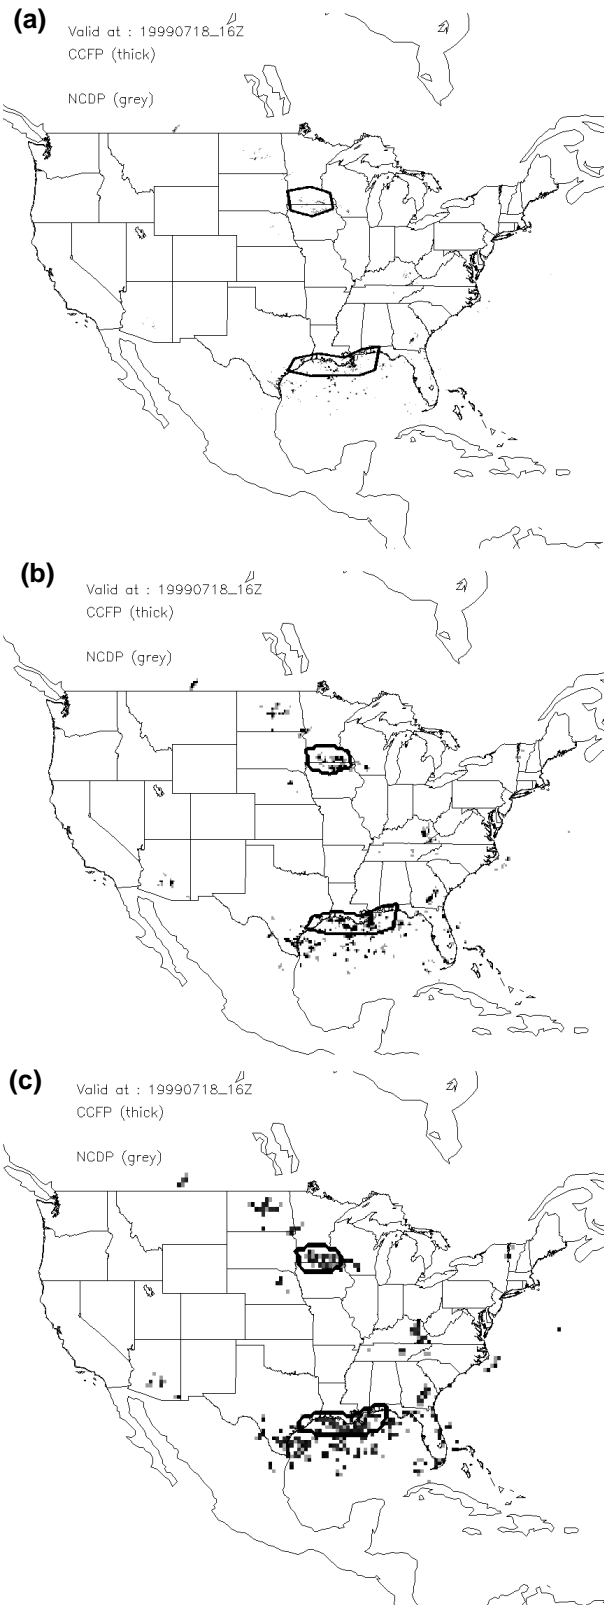 (a)
Valid at : 19990718_16Z
CCFP (thick)
NCDP (grey)
(b)
Valid at : 19990718_16Z
CCFP (thick)
NCDP (grey)
(c)
Valid at : 19990718_16Z
CCFP (thick)
NCDP (grey)